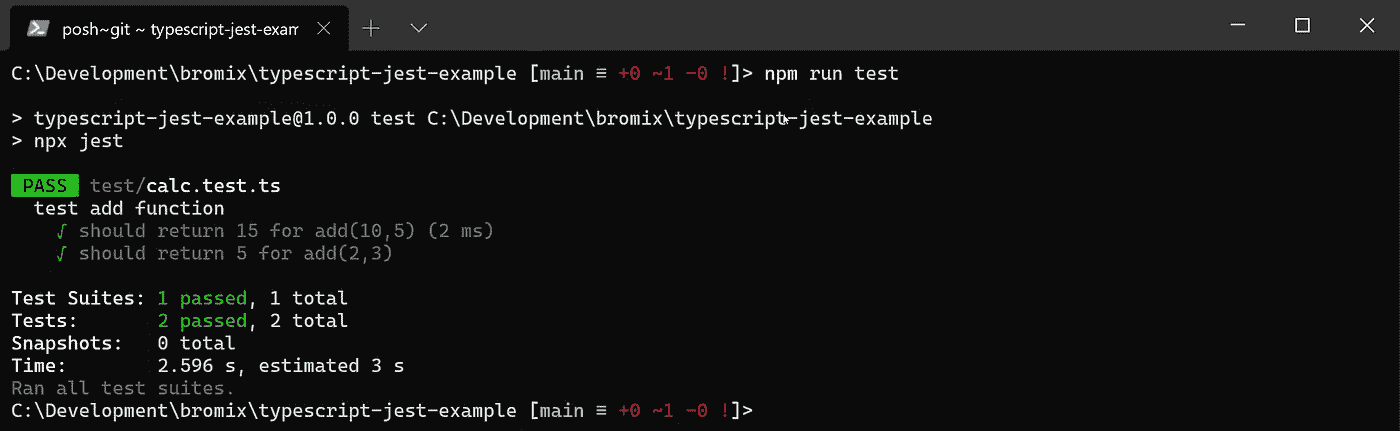 posh~git ~ typescript-jest-exam
C:\Development\bromix\typescript-jest-example [main ≡ +0 ~1 -0 !]> npm run test
> typescript-jest-example@1.0.0 test C:\Development\bromix\typescript-jest-example
> npx jest
PASS test/calc.test.ts
test add function
√ should return 15 for add(10,5) (2 ms)
√ should return 5 for add(2,3)
Test Suites: 1 passed, 1 total
Tests: 2 passed, 2 total
Snapshots: 0 total
Time: 2.596 s, estimated 3 s
Ran all test suites.
C:\Development\bromix\typescript-jest-example [main ≡ +0 ~1 -0 !]>